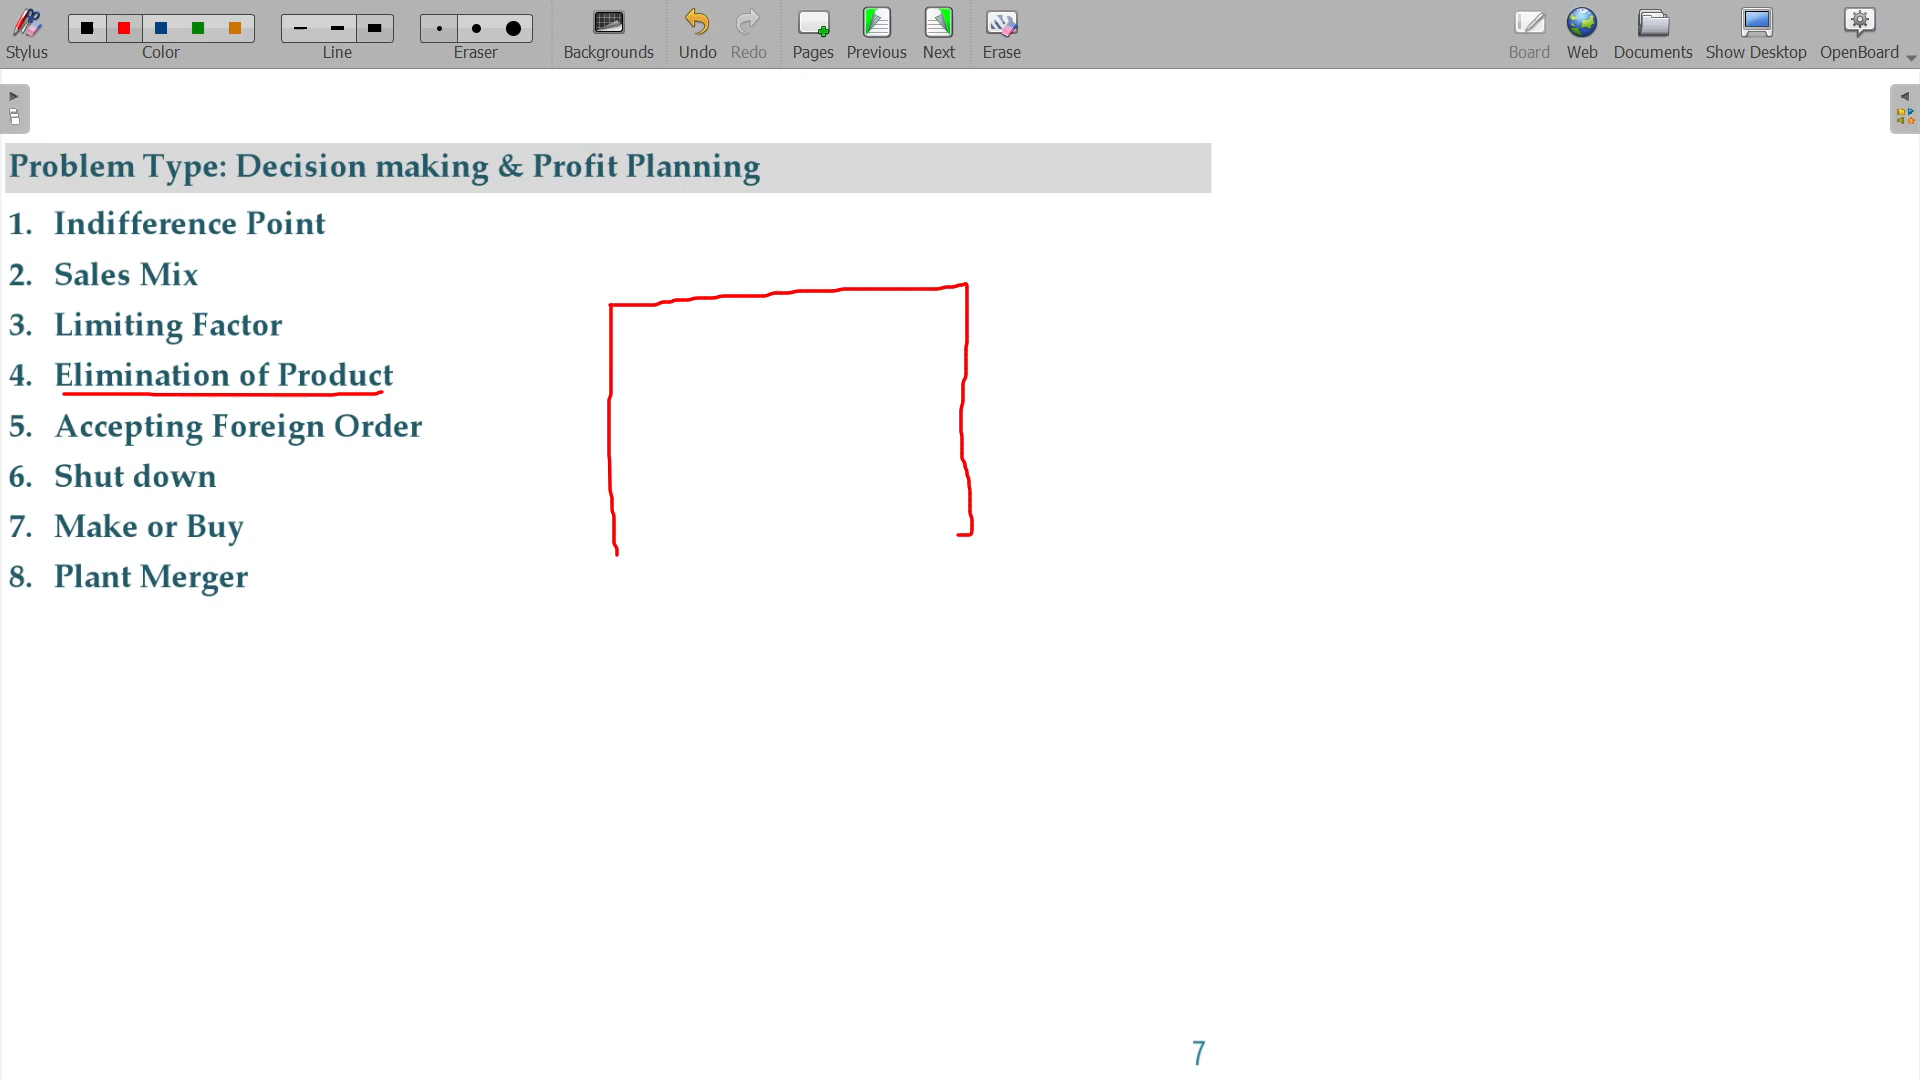 Stylus Color Line Eraser Backgrounds Undo Redo Pages Previous Next Erase Board Web Documents Show Desktop OpenBoard
Problem Type: Decision making & Profit Planning
1. Indifference Point
2. Sales Mix
3. Limiting Factor
4. Elimination of Product
5. Accepting Foreign Order
6. Shut down
7. Make or Buy
8. Plant Merger
7